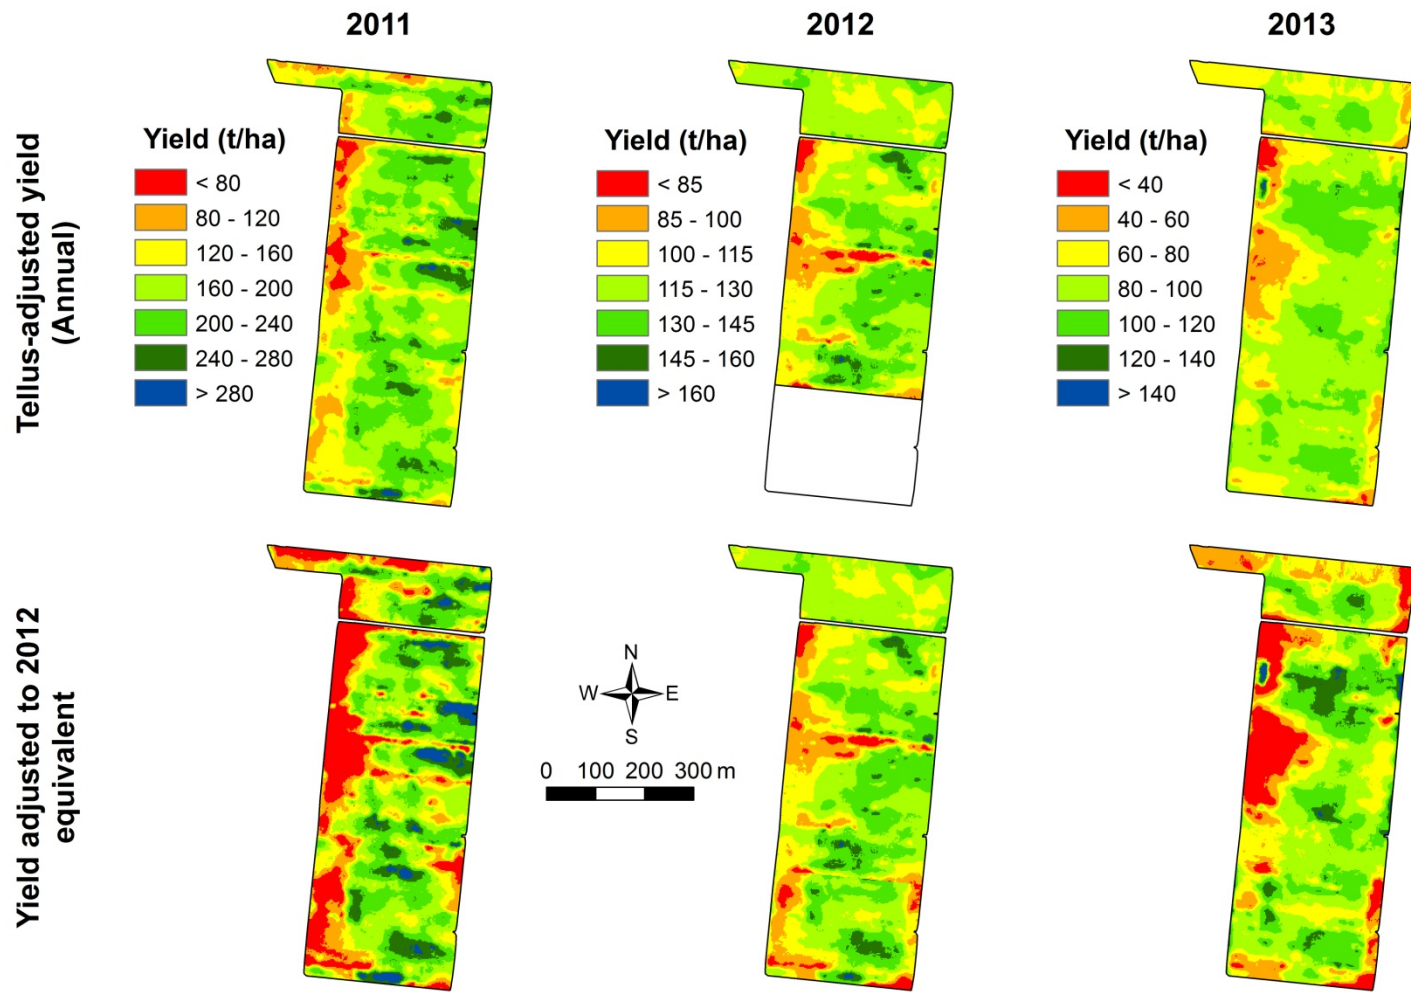 2011
2012
2013
Tellus-adjusted yield
(Annual)
Yield (t/ha)
< 80
80 - 120
120 - 160
160 - 200
200 - 240
240 - 280
> 280
Yield (t/ha)
< 85
85 - 100
100 - 115
115 - 130
130 - 145
145 - 160
> 160
Yield (t/ha)
< 40
40 - 60
60 - 80
80 - 100
100 - 120
120 - 140
> 140
Yield adjusted to 2012
equivalent
N
W E
S
0 100 200 300 m